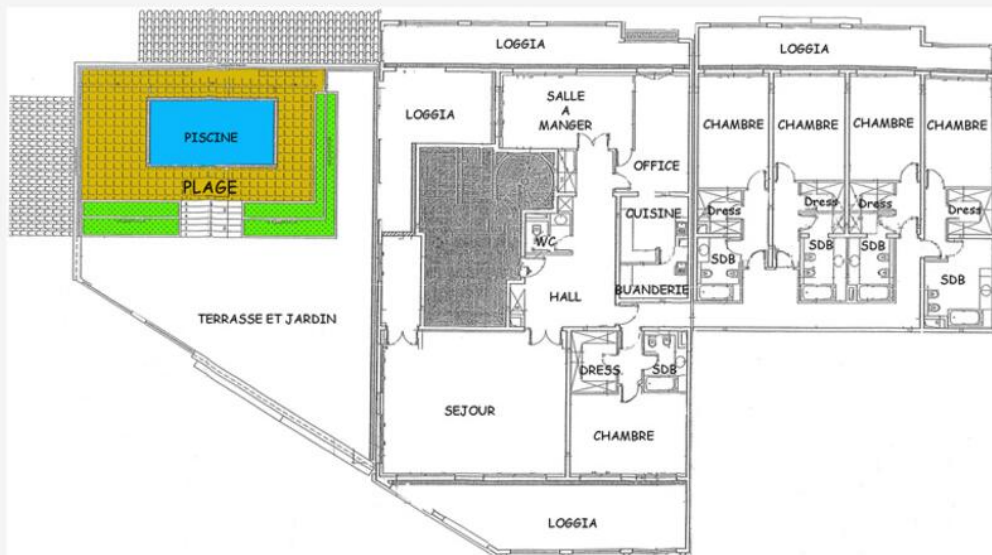 LOGGIA
LOGGIA
LOGGIA
SALLE
A
MANGER
PISCINE
PLAGE
CHAMBRE
CHAMBRE
CHAMBRE
CHAMBRE
OFFICE
CUISINE
WC
Dress
Dress
Dress
Dress
SDB
SDB
SDB
SDB
BUANDERIE
HALL
TERRASSE ET JARDIN
DRESS.
SDB
SEJOUR
CHAMBRE
LOGGIA